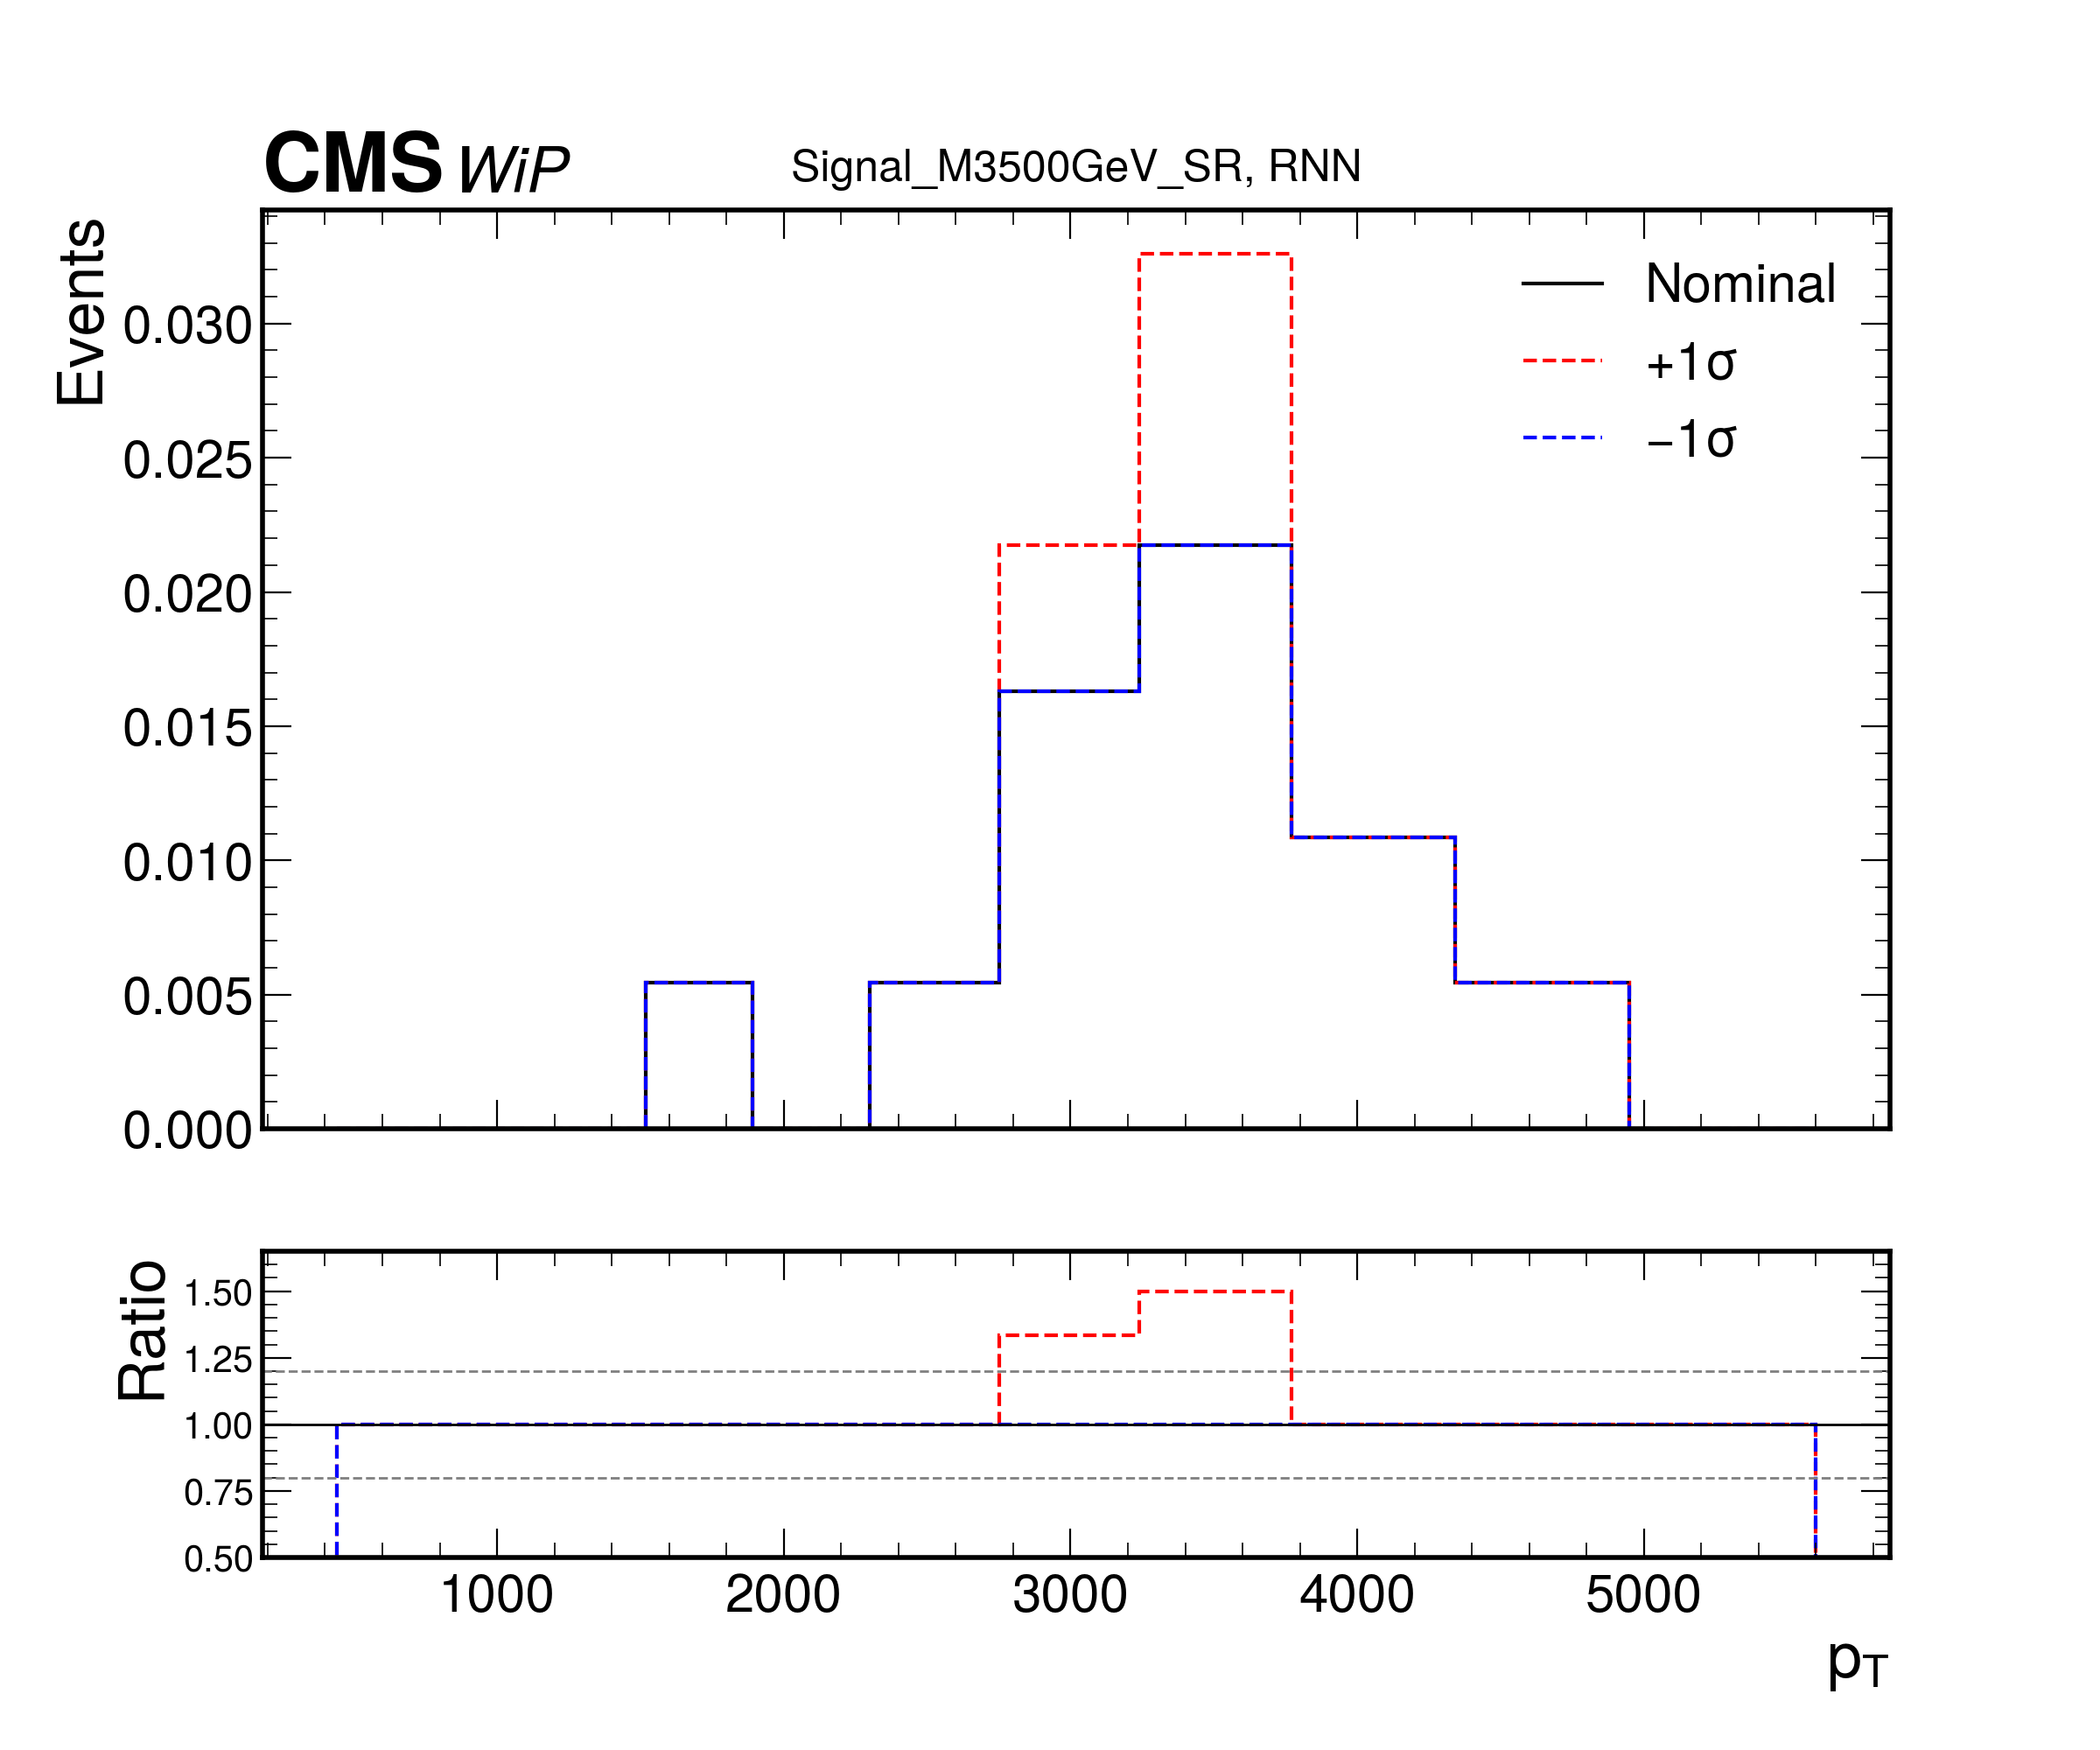 CMS WiP
Signal_M3500GeV_SR, RNN
Events
0.030
0.025
0.020
0.015
0.010
0.005
0.000
Nominal
+1σ
−1σ
Ratio
1.50
1.25
1.00
0.75
0.50
1000 2000 3000 4000 5000
pT